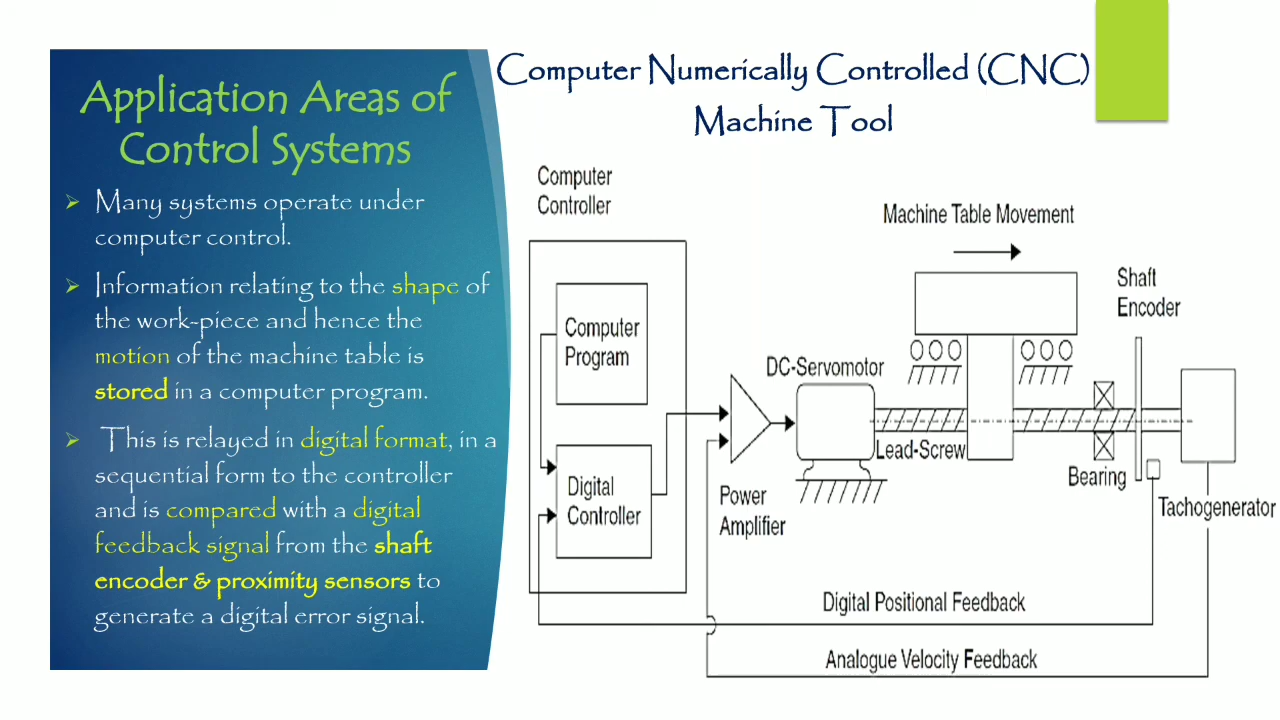 Application Areas of
Control Systems
Many systems operate under
computer control.
Information relating to the shape of
the work-piece and hence the
motion of the machine table is
stored in a computer program.
This is relayed in digital format, in a
sequential form to the controller
and is compared with a digital
feedback signal from the shaft
encoder & proximity sensors to
generate a digital error signal.
Computer Numerically Controlled (CNC)
Machine Tool
Computer
Controller
Computer
Program
Digital
Controller
Power
Amplifier
DC-Servomotor
Lead-Screw
Machine Table Movement
Bearing
Shaft
Encoder
Tachogenerator
Digital Positional Feedback
Analogue Velocity Feedback